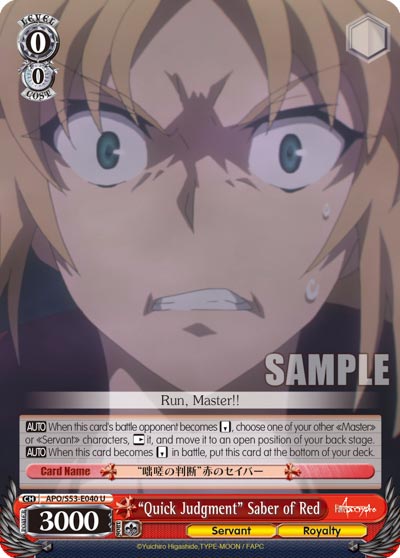 LEVEL
0
0
COST
SAMPLE
Run, Master!!
AUTO When this card's battle opponent becomes , choose one of your other «Master»
or «Servant» characters, it, and move it to an open position of your back stage.
AUTO When this card becomes in battle, put this card at the bottom of your deck.
Card Name “咄嗟の判断”赤のセイバー
CH APO/S53-E040 U
POWER 3000 SOUL “Quick Judgment” Saber of Red Fate/Apocrypha
Servant Royalty
©Yuichiro Higashide,TYPE-MOON / FAPC